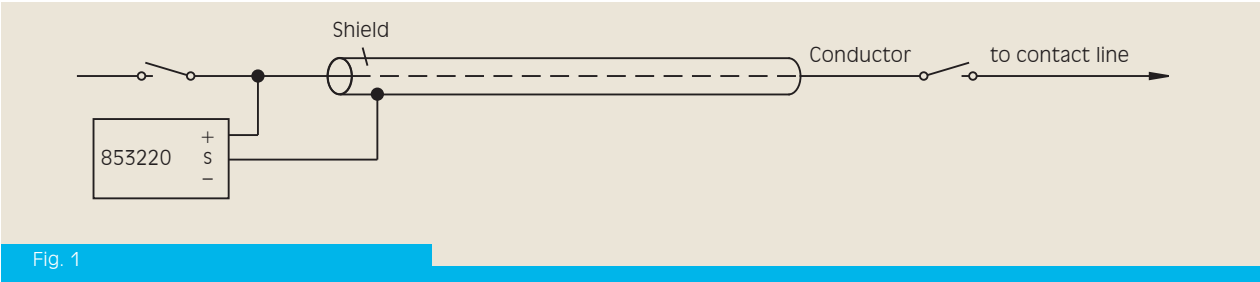 Shield
Conductor
to contact line
+
853220
S
−
Fig. 1